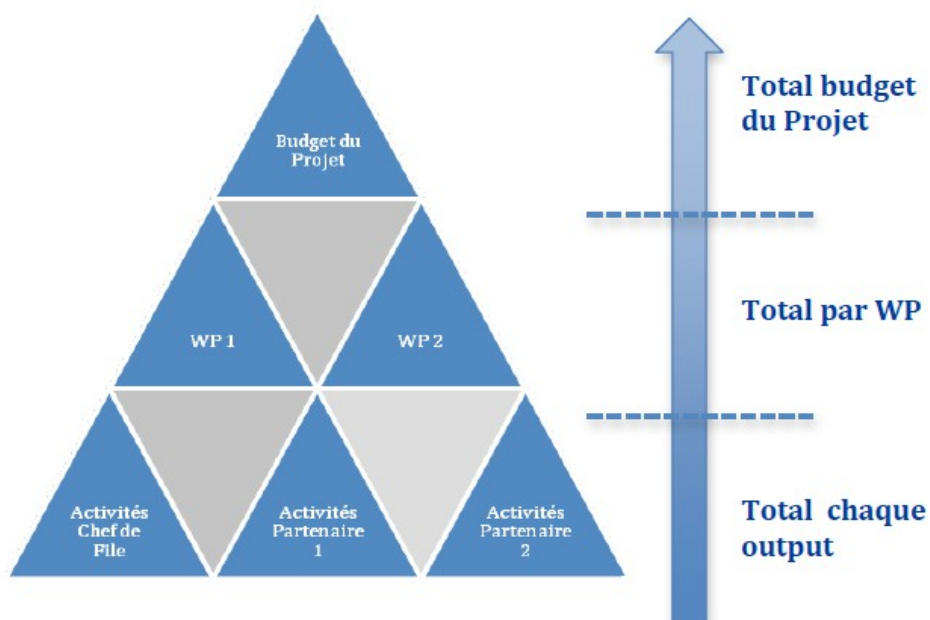 Budget du
Projet
Total budget
du Projet
WP 1
WP 2
Total par WP
Activités
Chef de
File
Activités
Partenaire
1
Activités
Partenaire
2
Total chaque
output